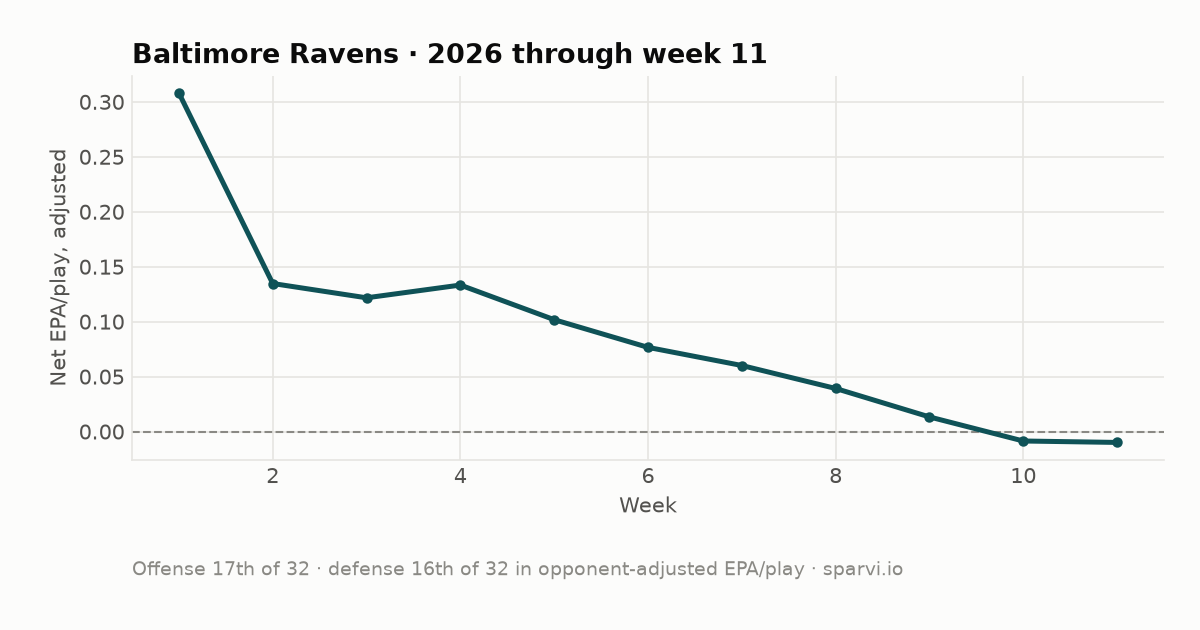 Baltimore Ravens · 2026 through week 11
Net EPA/play, adjusted
0.30
0.25
0.20
0.15
0.10
0.05
0.00
2 4 6 8 10
Week
Offense 17th of 32 · defense 16th of 32 in opponent-adjusted EPA/play · sparvi.io